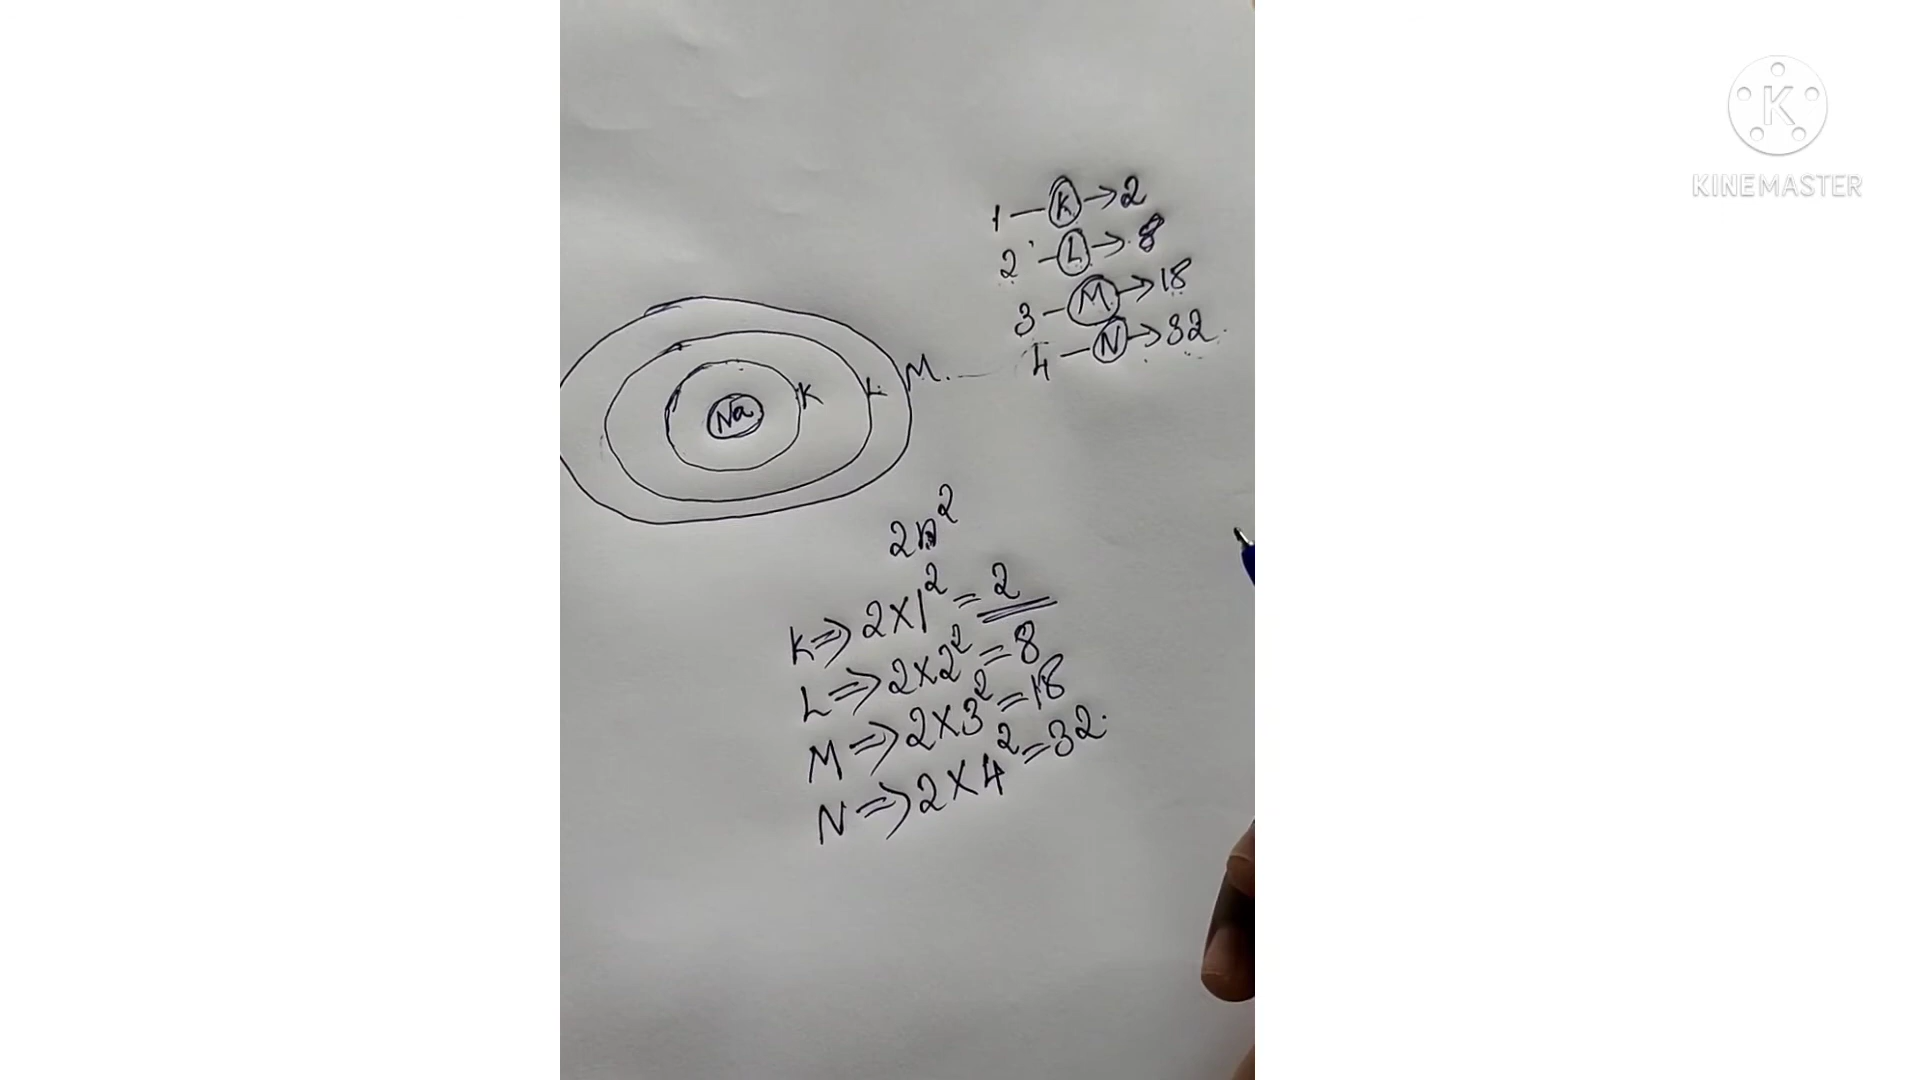 K
KINEMASTER
1 — K → 2
2 — L → 8
3 — M → 18
4 — N → 32
Na K L M
2n²
K ⇒ 2×1² = 2
L ⇒ 2×2² = 8
M ⇒ 2×3² = 18
N ⇒ 2×4² = 32